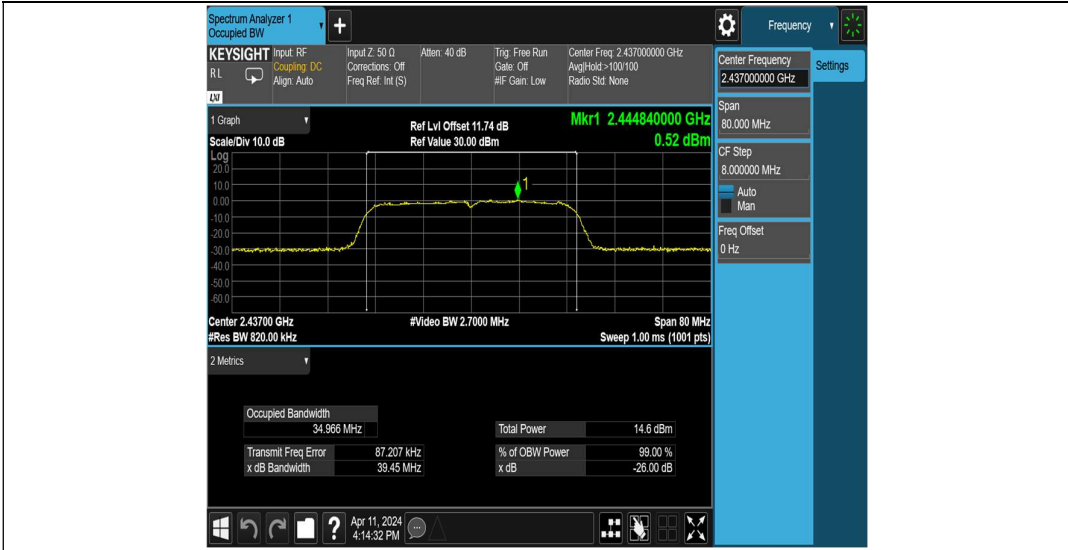 Spectrum Analyzer 1
Occupied BW
Frequency
KEYSIGHT
RL
LXI
Input: RF
Coupling: DC
Align: Auto
Input Z: 50 Ω
Corrections: Off
Freq Ref: Int (S)
Atten: 40 dB
Trig: Free Run
Gate: Off
#IF Gain: Low
Center Freq: 2.437000000 GHz
Avg|Hold:>100/100
Radio Std: None
Center Frequency
2.437000000 GHz
Settings
Span
80.000 MHz
CF Step
8.000000 MHz
Auto
Man
Freq Offset
0 Hz
1 Graph
Scale/Div 10.0 dB
Ref Lvl Offset 11.74 dB
Ref Value 30.00 dBm
Mkr1 2.444840000 GHz
0.52 dBm
Log
20.0
10.0
0.00
-10.0
-20.0
-30.0
-40.0
-50.0
-60.0
1
Center 2.43700 GHz
#Video BW 2.7000 MHz
Span 80 MHz
#Res BW 820.00 kHz
Sweep 1.00 ms (1001 pts)
2 Metrics
Occupied Bandwidth
34.966 MHz
Transmit Freq Error 87.207 kHz
x dB Bandwidth 39.45 MHz
Total Power 14.6 dBm
% of OBW Power 99.00 %
x dB -26.00 dB
?
Apr 11, 2024
4:14:32 PM